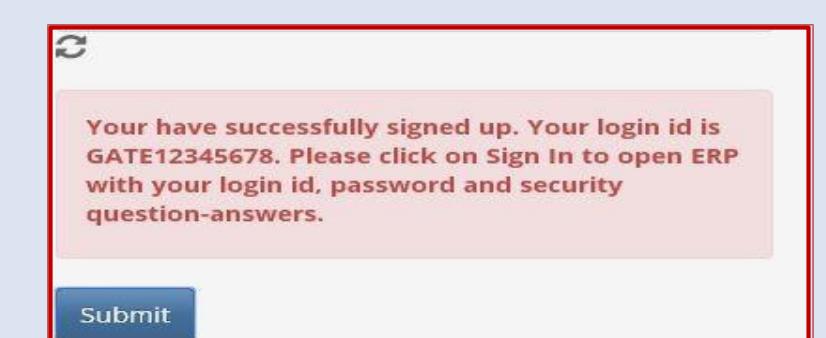 Your have successfully signed up. Your login id is
GATE12345678. Please click on Sign In to open ERP
with your login id, password and security
question-answers.
Submit